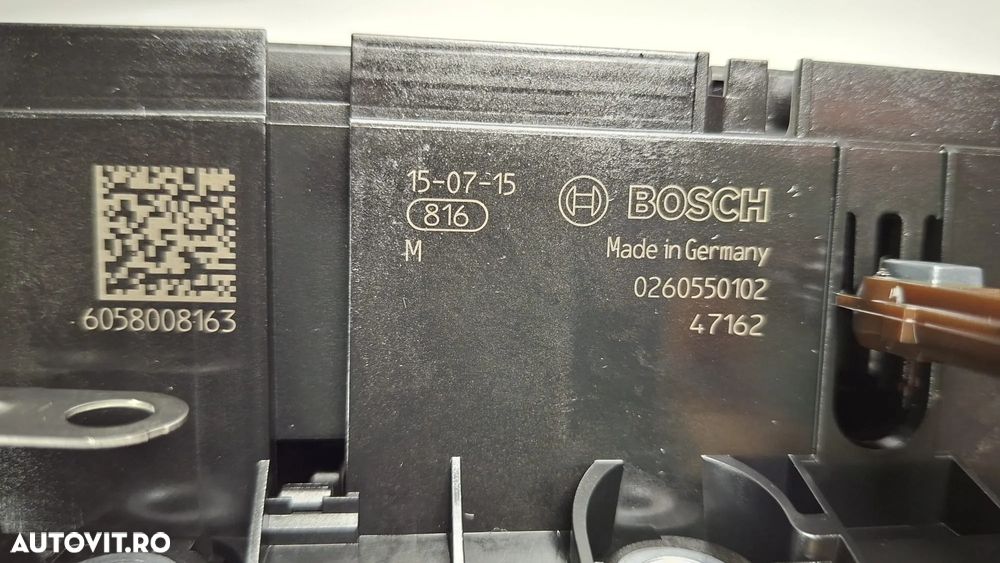 6058008163
15-07-15
816
M
BOSCH
Made in Germany
0260550102
47162
AUTOVIT.RO